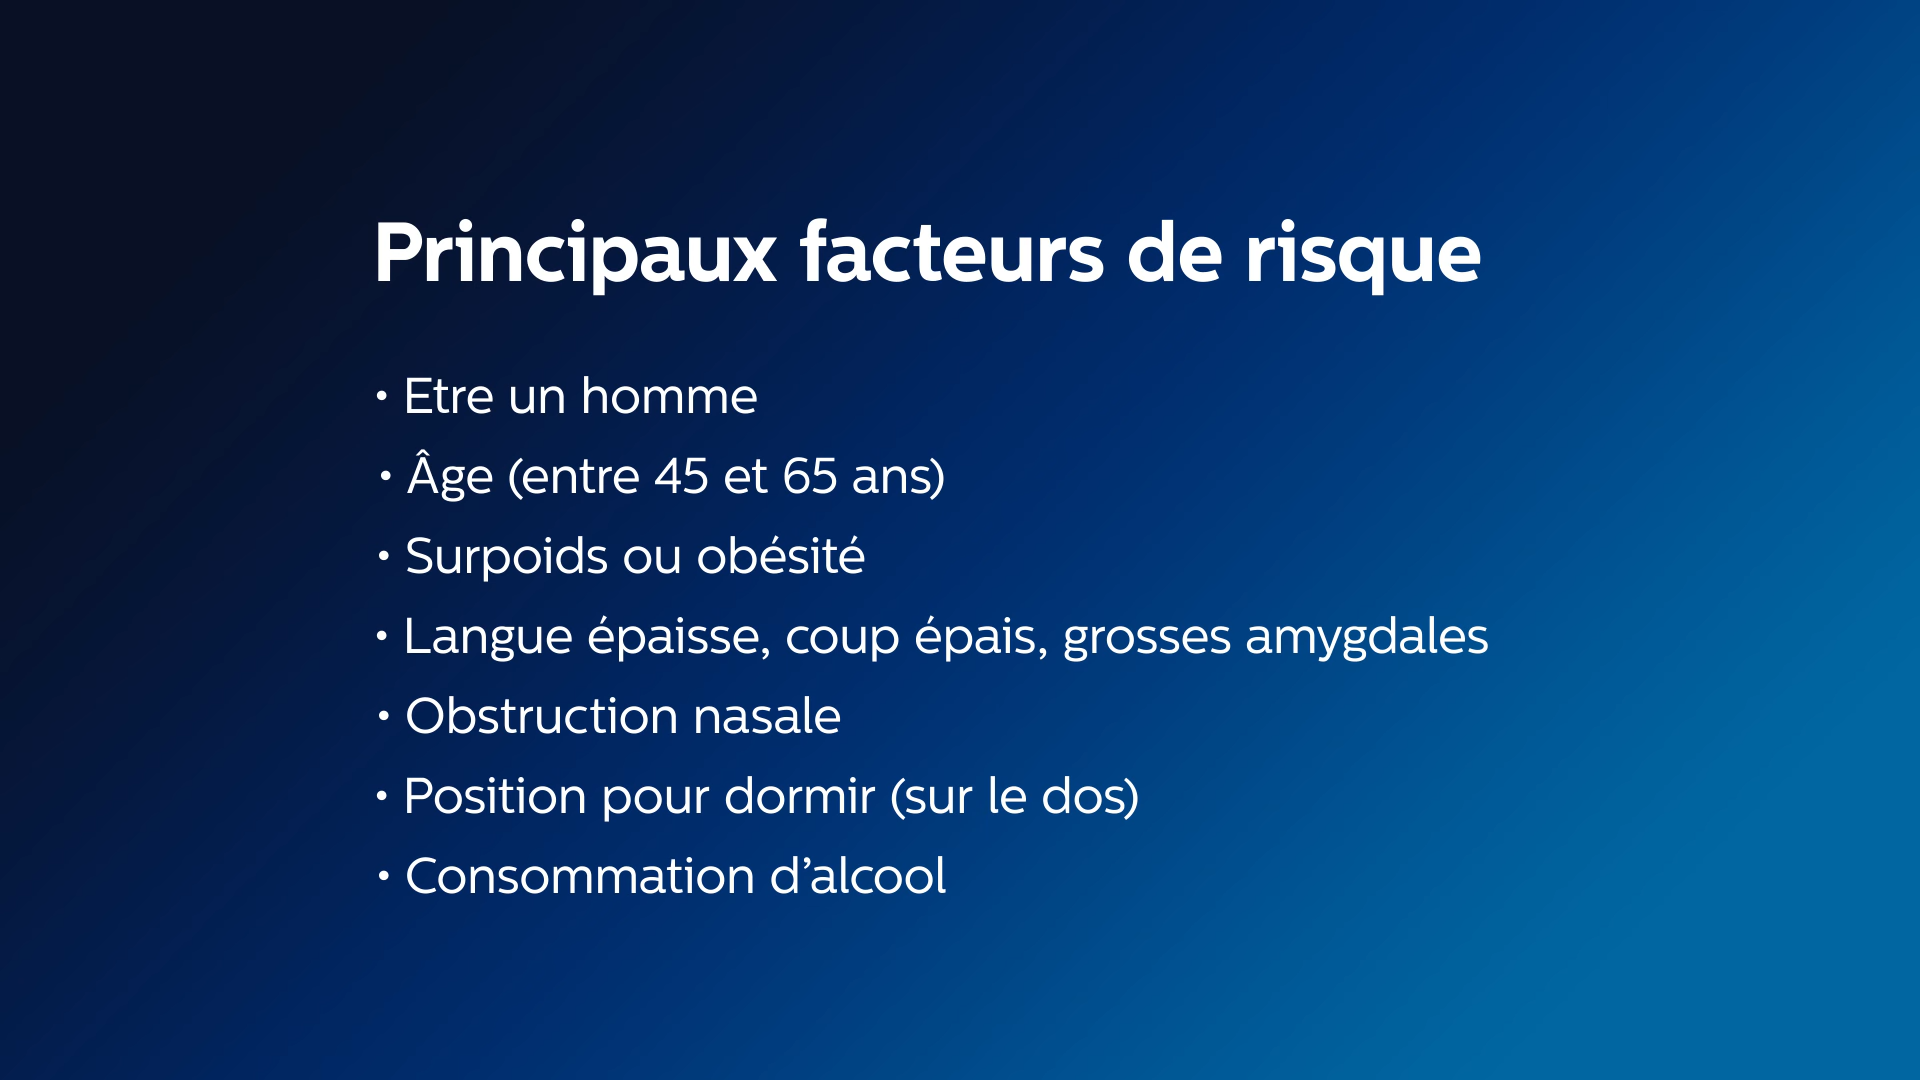 Principaux facteurs de risque
• Etre un homme
• Âge (entre 45 et 65 ans)
• Surpoids ou obésité
• Langue épaisse, coup épais, grosses amygdales
• Obstruction nasale
• Position pour dormir (sur le dos)
• Consommation d’alcool